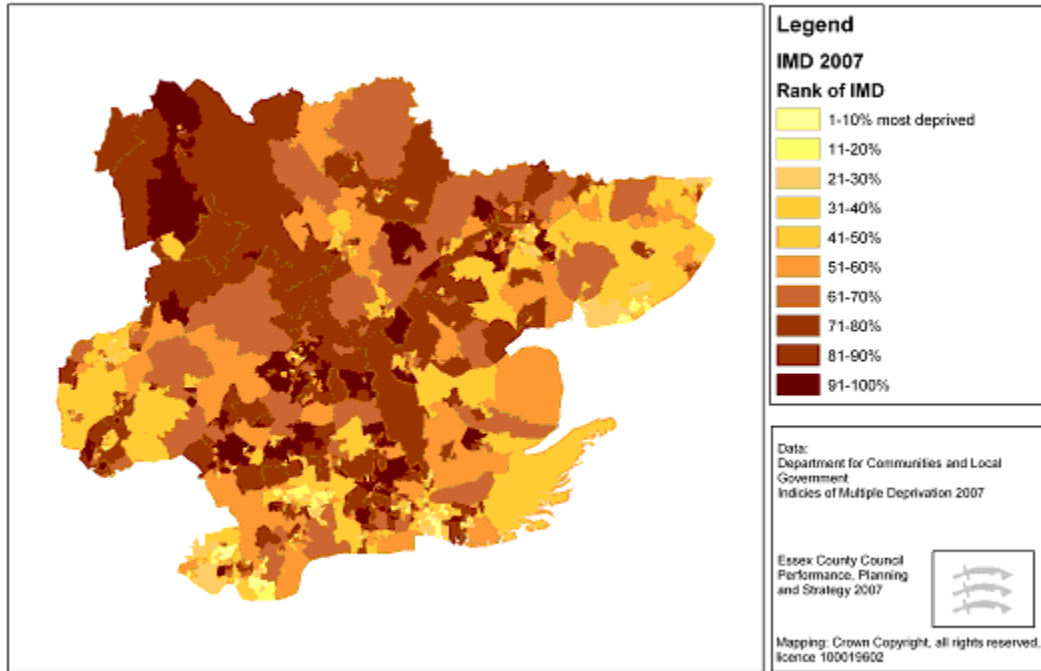 Legend
IMD 2007
Rank of IMD
1-10% most deprived
11-20%
21-30%
31-40%
41-50%
51-60%
61-70%
71-80%
81-90%
91-100%
Data:
Department for Communities and Local
Government
Indicies of Multiple Deprivation 2007
Essex County Council
Performance, Planning
and Strategy 2007
Mapping: Crown Copyright, all rights reserved,
licence 100019602